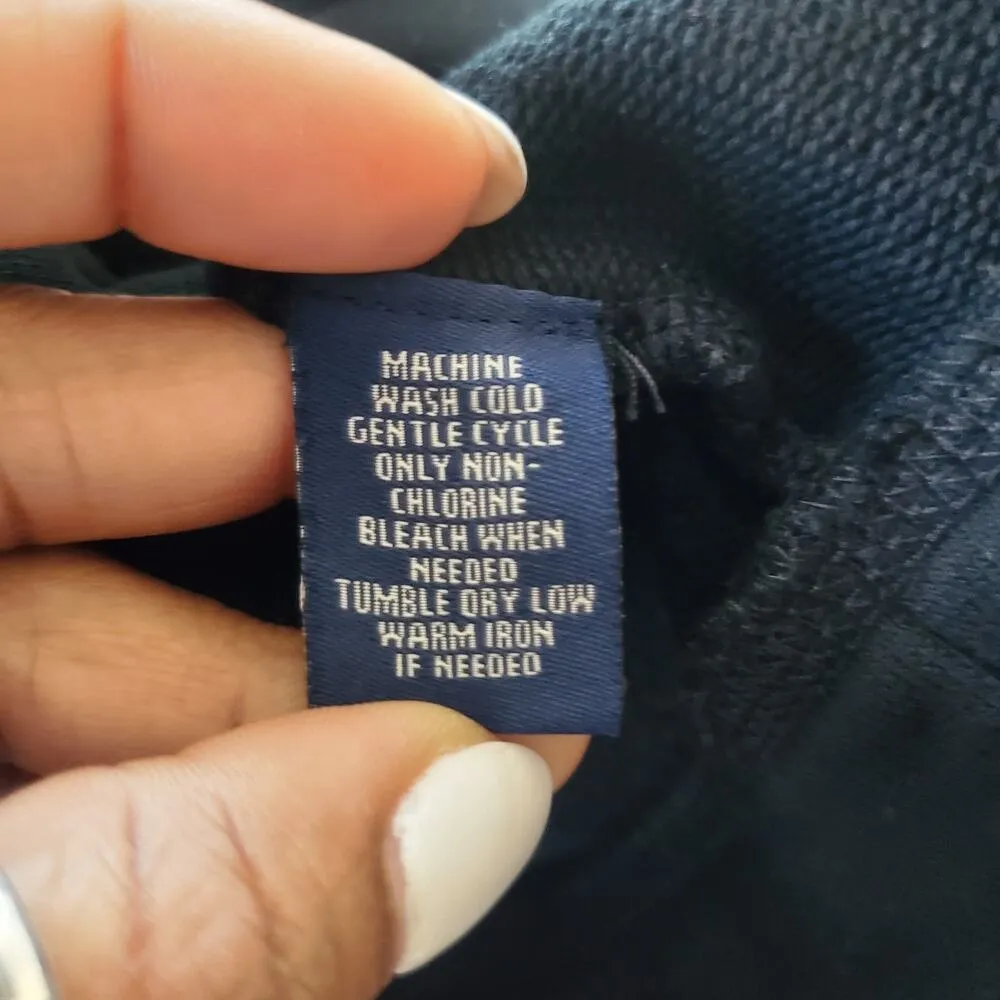 MACHINE
WASH COLD
GENTLE CYCLE
ONLY NON-
CHLORINE
BLEACH WHEN
NEEDED
TUMBLE DRY LOW
WARM IRON
IF NEEDED